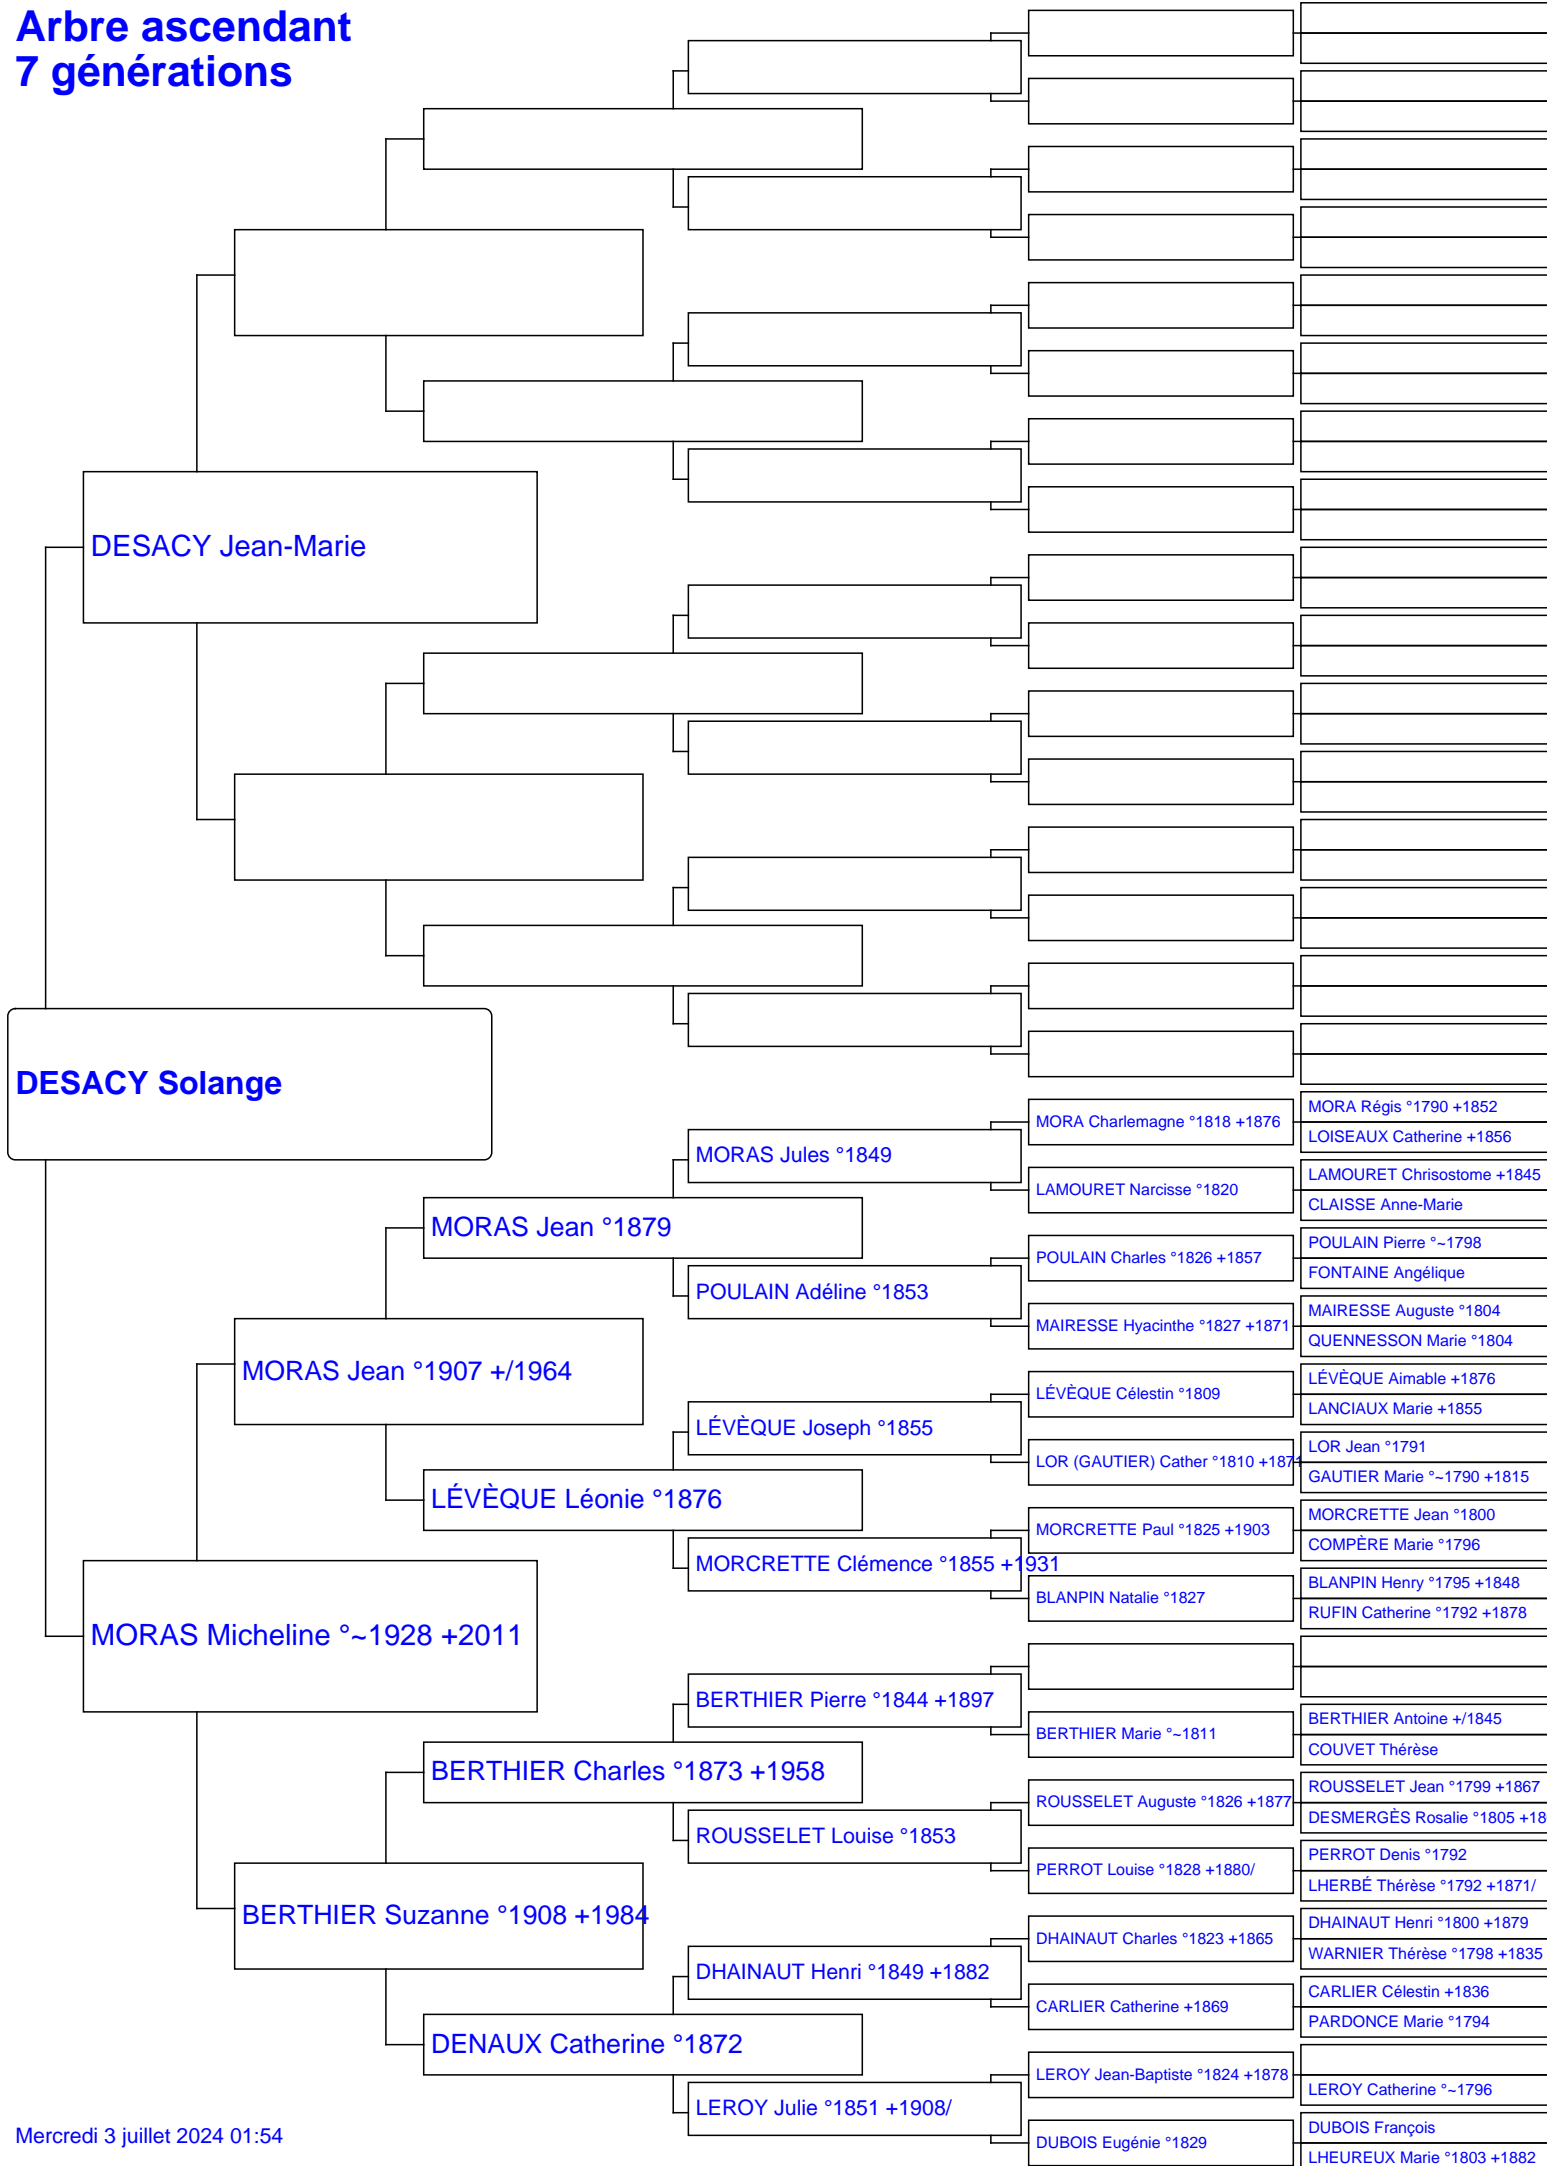 Arbre ascendant
7 générations
DESACY Jean-Marie
DESACY Solange
MORA Régis °1790 +1852
MORA Charlemagne °1818 +1876
LOISEAUX Catherine +1856
MORAS Jules °1849
LAMOURET Chrisostome +1845
LAMOURET Narcisse °1820
CLAISSE Anne-Marie
MORAS Jean °1879
POULAIN Pierre °~1798
POULAIN Charles °1826 +1857
FONTAINE Angélique
POULAIN Adéline °1853
MAIRESSE Auguste °1804
MAIRESSE Hyacinthe °1827 +1871
QUENNESSON Marie °1804
MORAS Jean °1907 +/1964
LÉVÈQUE Aimable +1876
LÉVÈQUE Célestin °1809
LANCIAUX Marie +1855
LÉVÈQUE Joseph °1855
LOR Jean °1791
LOR (GAUTIER) Cather °1810 +1871
GAUTIER Marie °~1790 +1815
LÉVÈQUE Léonie °1876
MORCRETTE Jean °1800
MORCRETTE Paul °1825 +1903
COMPÈRE Marie °1796
MORCRETTE Clémence °1855 +1931
BLANPIN Henry °1795 +1848
BLANPIN Natalie °1827
RUFIN Catherine °1792 +1878
MORAS Micheline °~1928 +2011
BERTHIER Pierre °1844 +1897
BERTHIER Antoine +/1845
BERTHIER Marie °~1811
COUVET Thérèse
BERTHIER Charles °1873 +1958
ROUSSELET Jean °1799 +1867
ROUSSELET Auguste °1826 +1877
DESMERGÈS Rosalie °1805 +18
ROUSSELET Louise °1853
PERROT Denis °1792
PERROT Louise °1828 +1880/
LHERBÉ Thérèse °1792 +1871/
BERTHIER Suzanne °1908 +1984
DHAINAUT Henri °1800 +1879
DHAINAUT Charles °1823 +1865
WARNIER Thérèse °1798 +1835
DHAINAUT Henri °1849 +1882
CARLIER Célestin +1836
CARLIER Catherine +1869
PARDONCE Marie °1794
DENAUX Catherine °1872
LEROY Jean-Baptiste °1824 +1878
LEROY Catherine °~1796
LEROY Julie °1851 +1908/
DUBOIS François
DUBOIS Eugénie °1829
LHEUREUX Marie °1803 +1882
Mercredi 3 juillet 2024 01:54